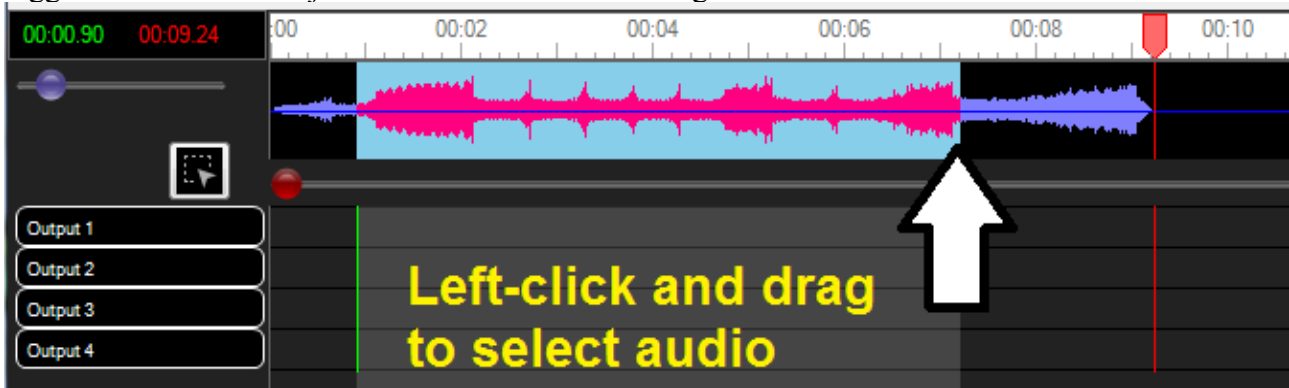 00:00.90 00:09.24 :00 00:02 00:04 00:06 00:08 00:10
Output 1
Output 2
Output 3
Output 4
Left-click and drag
to select audio